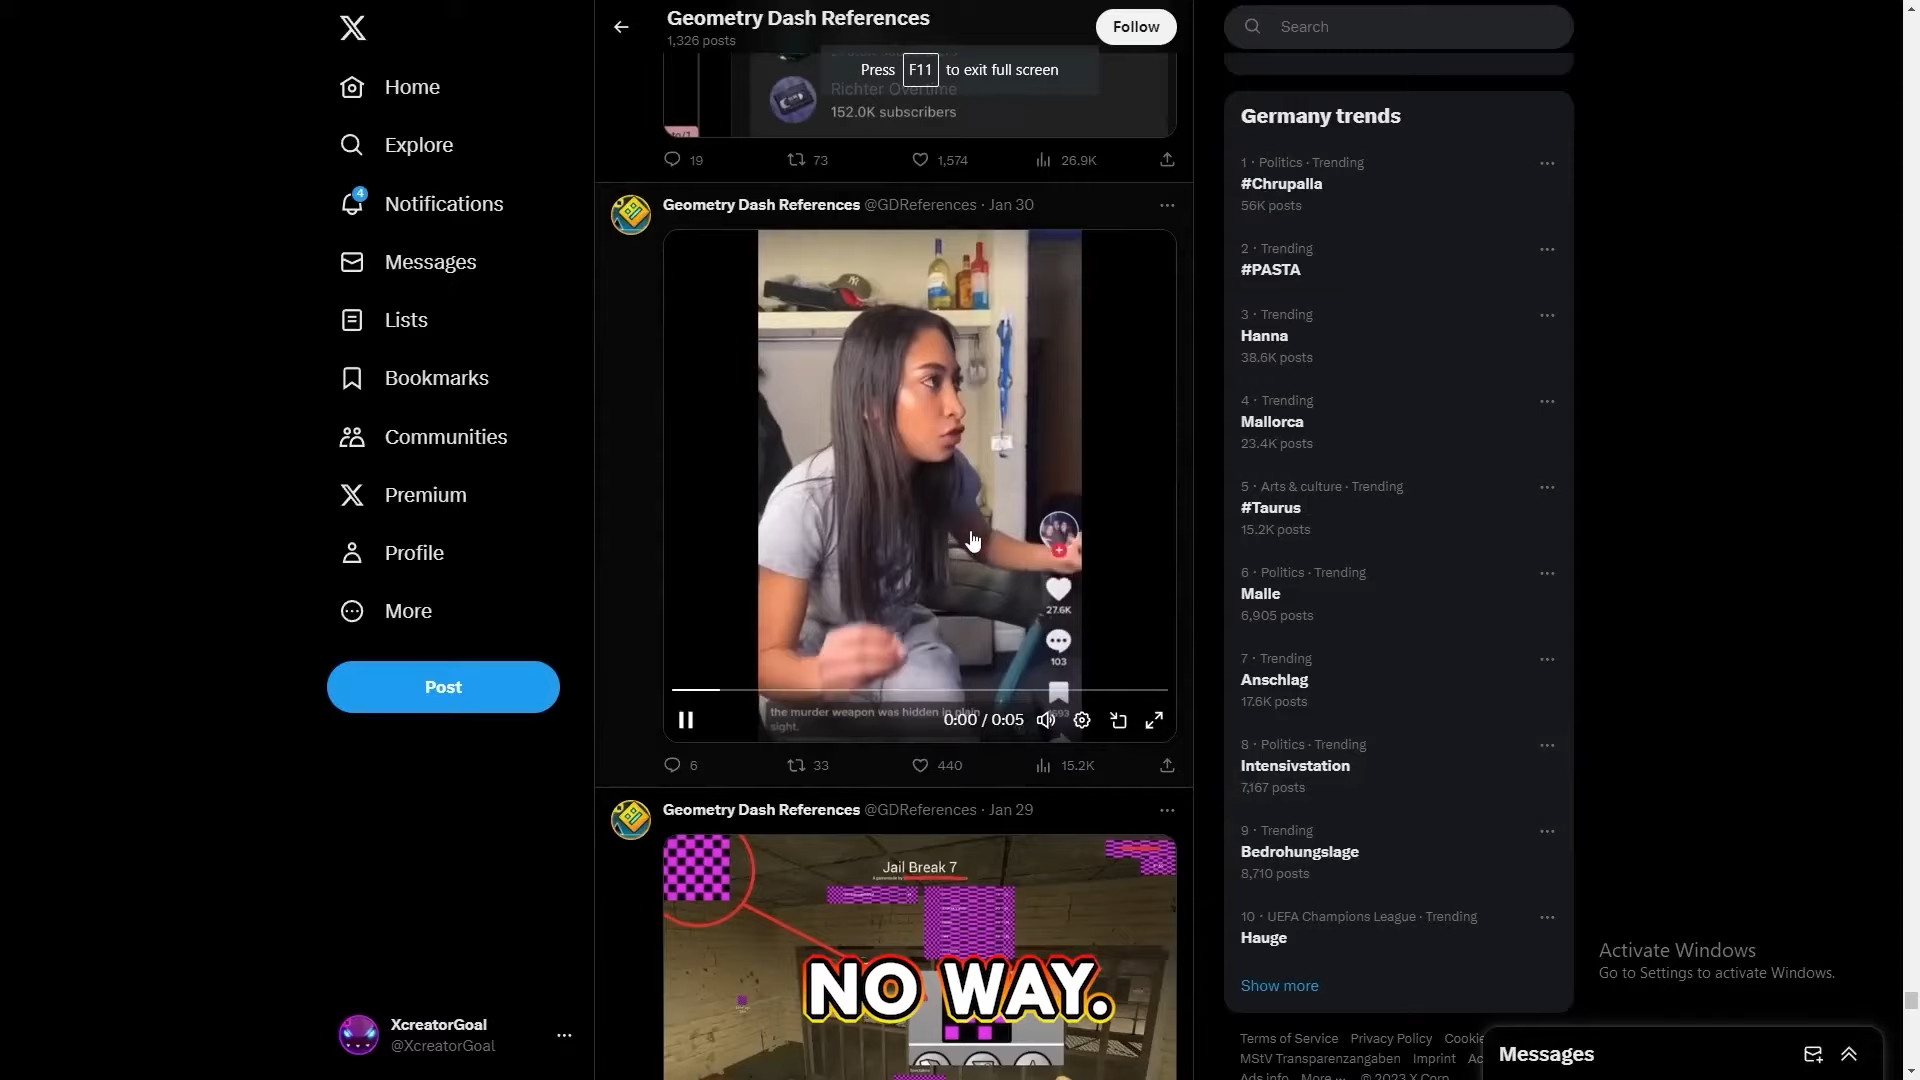 Home
Explore
4
Notifications
Messages
Lists
Bookmarks
Communities
Premium
Profile
More
Post
XcreatorGoal
@XcreatorGoal
Geometry Dash References
1,326 posts
Follow
Press F11 to exit full screen
Richter Overtime
152.0K subscribers
19 73 1,574 26.9K
Geometry Dash References @GDReferences · Jan 30
27.6K
103
the murder weapon was hidden in plain
sight.
0:00 / 0:05
6 33 440 15.2K
Geometry Dash References @GDReferences · Jan 29
Jail Break 7
NO WAY.
Search
Germany trends
1 · Politics · Trending
#Chrupalla
56K posts
2 · Trending
#PASTA
3 · Trending
Hanna
38.6K posts
4 · Trending
Mallorca
23.4K posts
5 · Arts & culture · Trending
#Taurus
15.2K posts
6 · Politics · Trending
Malle
6,905 posts
7 · Trending
Anschlag
17.6K posts
8 · Politics · Trending
Intensivstation
7,167 posts
9 · Trending
Bedrohungslage
8,710 posts
10 · UEFA Champions League · Trending
Hauge
Show more
Activate Windows
Go to Settings to activate Windows.
Terms of Service Privacy Policy Cookie
MStV Transparenzangaben Imprint
Ads info More ... © 2023 X Corp.
Messages